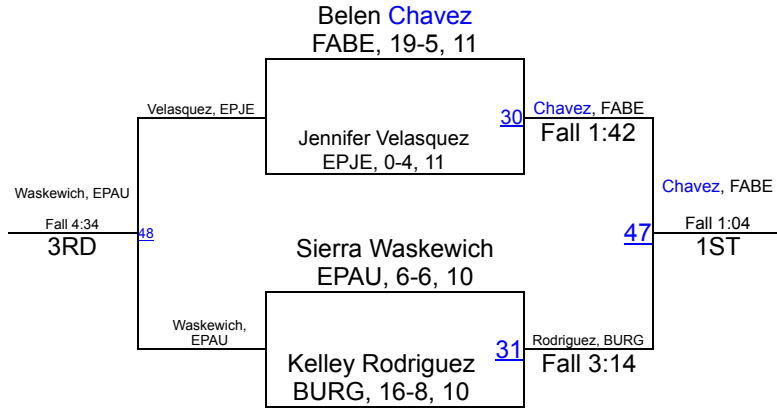 Belen Chavez
FABE, 19-5, 11
Velasquez, EPJE
30
Chavez, FABE
Jennifer Velasquez
EPJE, 0-4, 11
Fall 1:42
Waskewich, EPAU
Chavez, FABE
Fall 4:34
48
3RD
47
Fall 1:04
1ST
Sierra Waskewich
EPAU, 6-6, 10
Waskewich,
EPAU
31
Rodriguez, BURG
Kelley Rodriguez
BURG, 16-8, 10
Fall 3:14